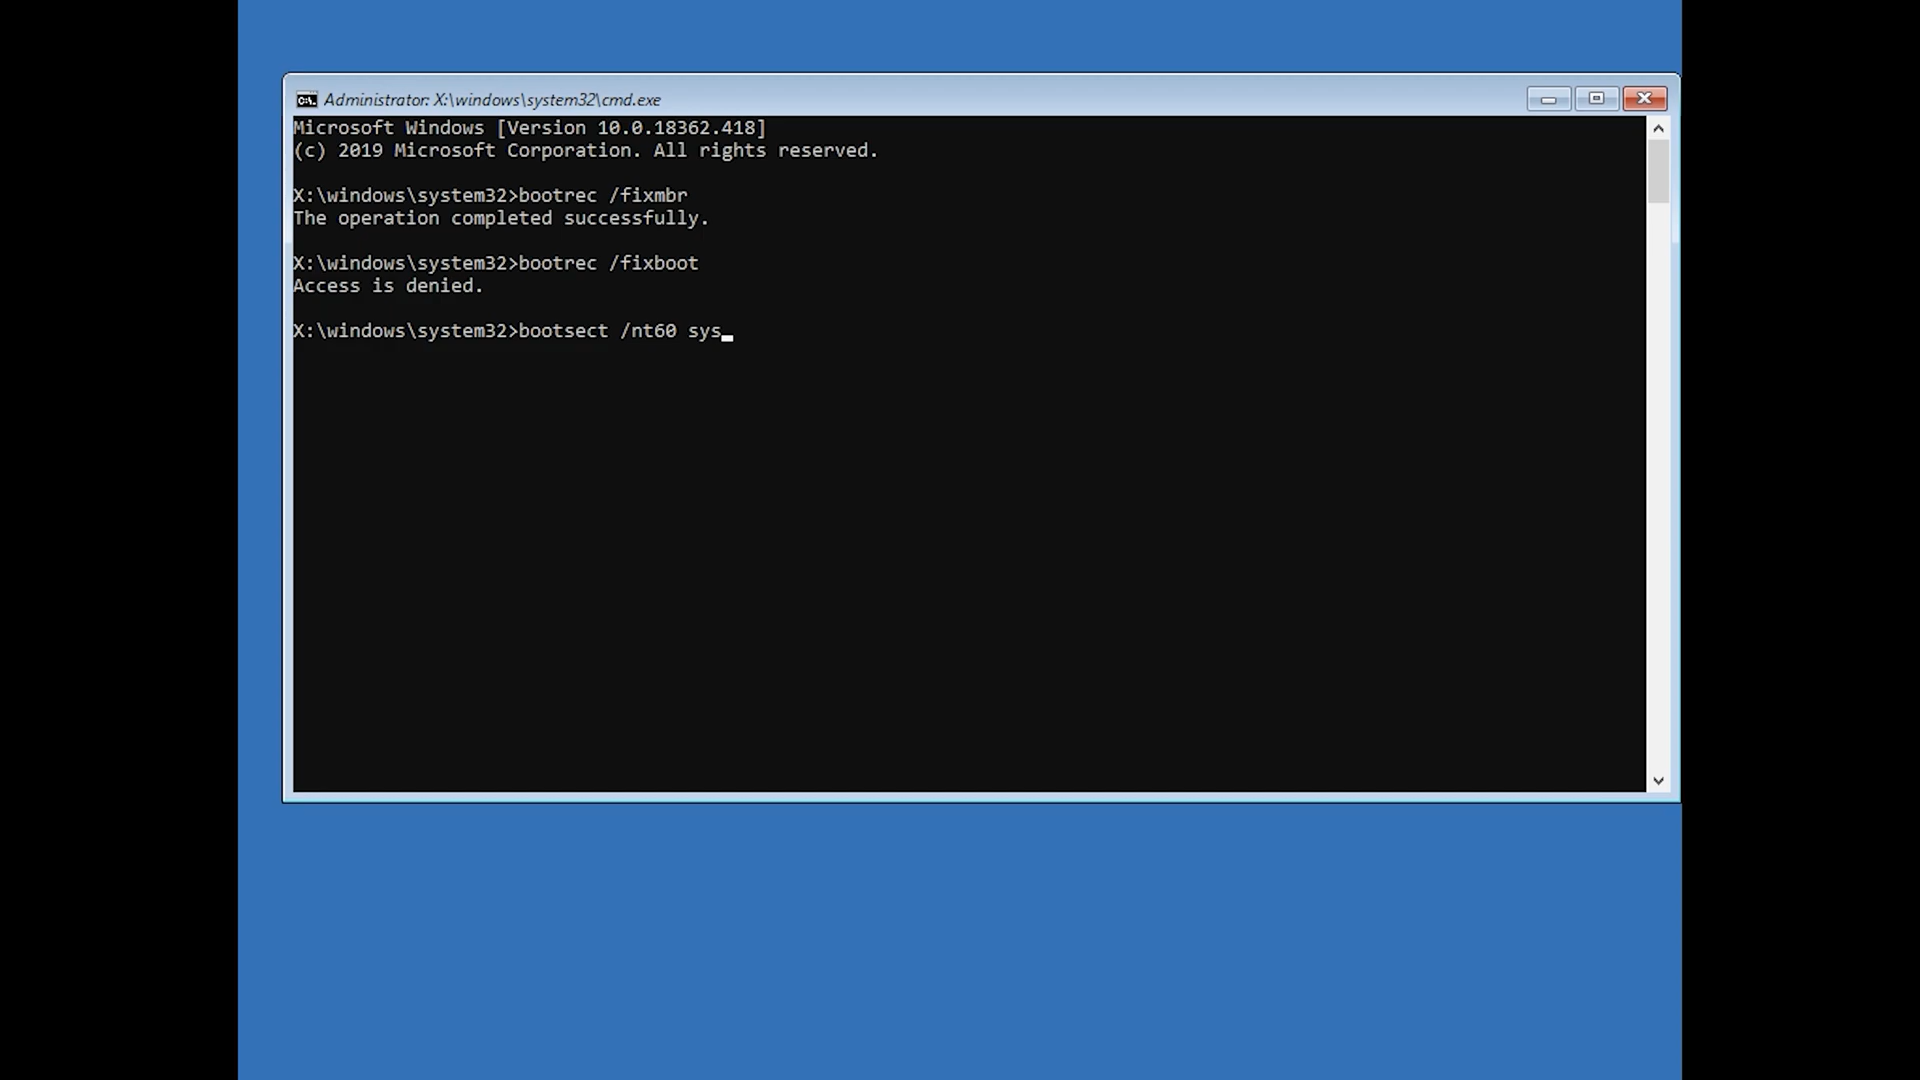 Administrator: X:\windows\system32\cmd.exe
Microsoft Windows [Version 10.0.18362.418]
(c) 2019 Microsoft Corporation. All rights reserved.
X:\windows\system32>bootrec /fixmbr
The operation completed successfully.
X:\windows\system32>bootrec /fixboot
Access is denied.
X:\windows\system32>bootsect /nt60 sys